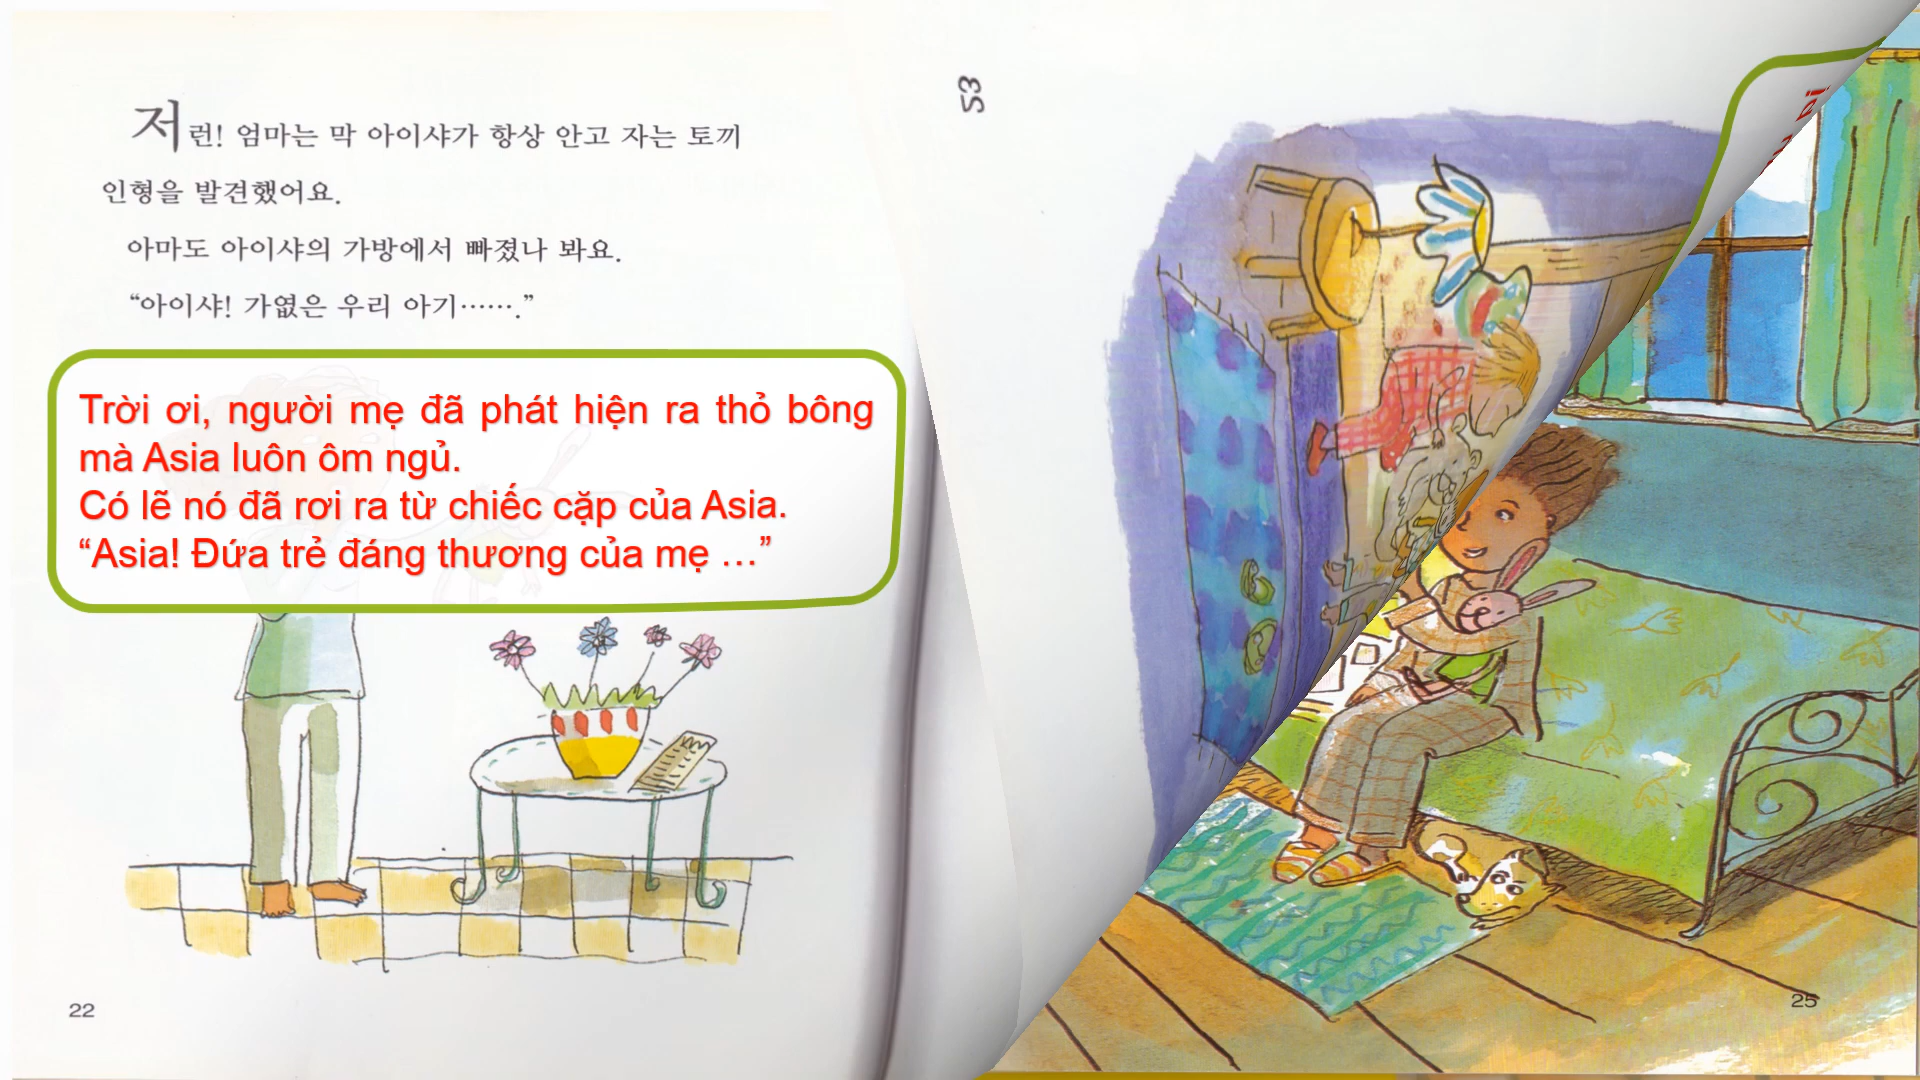 저런! 엄마는 막 아이샤가 항상 안고 자는 토끼
인형을 발견했어요.
아마도 아이샤의 가방에서 빠졌나 봐요.
“아이샤! 가엾은 우리 아기…….”
Trời ơi, người mẹ đã phát hiện ra thỏ bông
mà Asia luôn ôm ngủ.
Có lẽ nó đã rơi ra từ chiếc cặp của Asia.
“Asia! Đứa trẻ đáng thương của mẹ …”
22
25